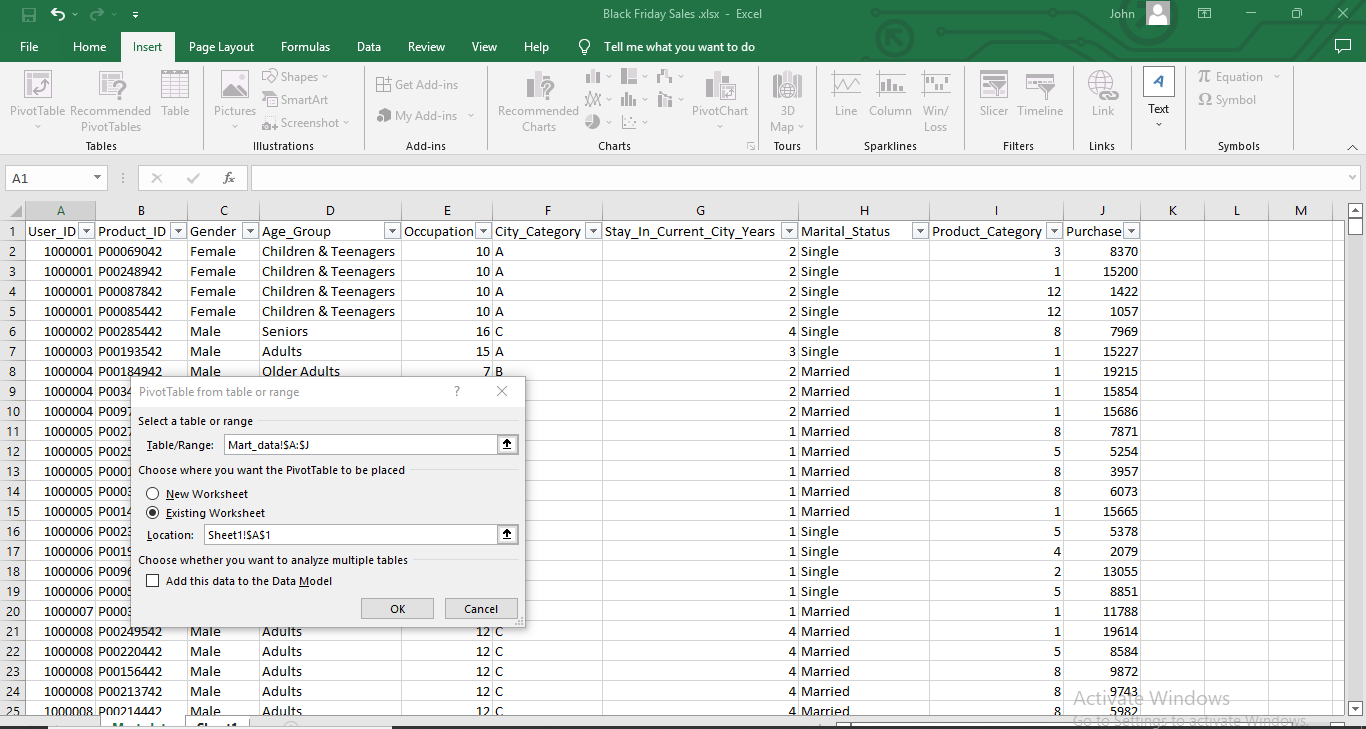 Black Friday Sales .xlsx - Excel
John
File Home Insert Page Layout Formulas Data Review View Help Tell me what you want to do
PivotTable Recommended PivotTables Table
Tables
Pictures Shapes SmartArt Screenshot
Illustrations
Get Add-ins
My Add-ins
Add-ins
Recommended Charts PivotChart
Charts
3D Map
Tours
Line Column Win/ Loss
Sparklines
Slicer Timeline
Filters
Link
Links
A Text
π Equation
Ω Symbol
Symbols
A1 fx
A B C D E F G H I J K L M
1 User_ID Product_ID Gender Age_Group Occupation City_Category Stay_In_Current_City_Years Marital_Status Product_Category Purchase
2 1000001 P00069042 Female Children & Teenagers 10 A 2 Single 3 8370
3 1000001 P00248942 Female Children & Teenagers 10 A 2 Single 1 15200
4 1000001 P00087842 Female Children & Teenagers 10 A 2 Single 12 1422
5 1000001 P00085442 Female Children & Teenagers 10 A 2 Single 12 1057
6 1000002 P00285442 Male Seniors 16 C 4 Single 8 7969
7 1000003 P00193542 Male Adults 15 A 3 Single 1 15227
8 1000004 P00184942 Male Older Adults 7 B 2 Married 1 19215
9 1000004 P0034 2 Married 1 15854
10 1000004 P0097 2 Married 1 15686
11 1000005 P0027 1 Married 8 7871
12 1000005 P0025 1 Married 5 5254
13 1000005 P0001 1 Married 8 3957
14 1000005 P0003 1 Married 8 6073
15 1000005 P0014 1 Married 1 15665
16 1000006 P0023 1 Single 5 5378
17 1000006 P0019 1 Single 4 2079
18 1000006 P0096 1 Single 2 13055
19 1000006 P0005 1 Single 5 8851
20 1000007 P0003 1 Married 1 11788
21 1000008 P00249542 Male Adults 12 C 4 Married 1 19614
22 1000008 P00220442 Male Adults 12 C 4 Married 5 8584
23 1000008 P00156442 Male Adults 12 C 4 Married 8 9872
24 1000008 P00213742 Male Adults 12 C 4 Married 8 9743
25 1000008 P00214442 Male Adults 12 C 4 Married 8 5982
PivotTable from table or range ?
Select a table or range
Table/Range: Mart_data!$A:$J
Choose where you want the PivotTable to be placed
New Worksheet
Existing Worksheet
Location: Sheet1!$A$1
Choose whether you want to analyze multiple tables
Add this data to the Data Model
OK Cancel
Activate Windows
Go to Settings to activate Windows.
Sheet1